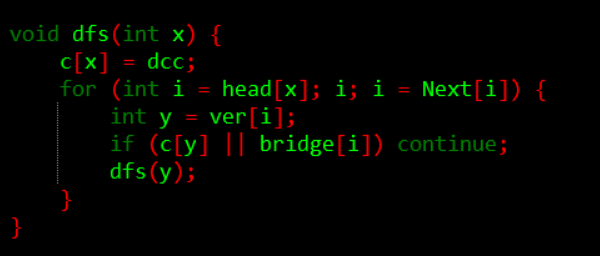 void dfs(int x) {
    c[x] = dcc;
    for (int i = head[x]; i; i = Next[i]) {
        int y = ver[i];
        if (c[y] || bridge[i]) continue;
        dfs(y);
    }
}